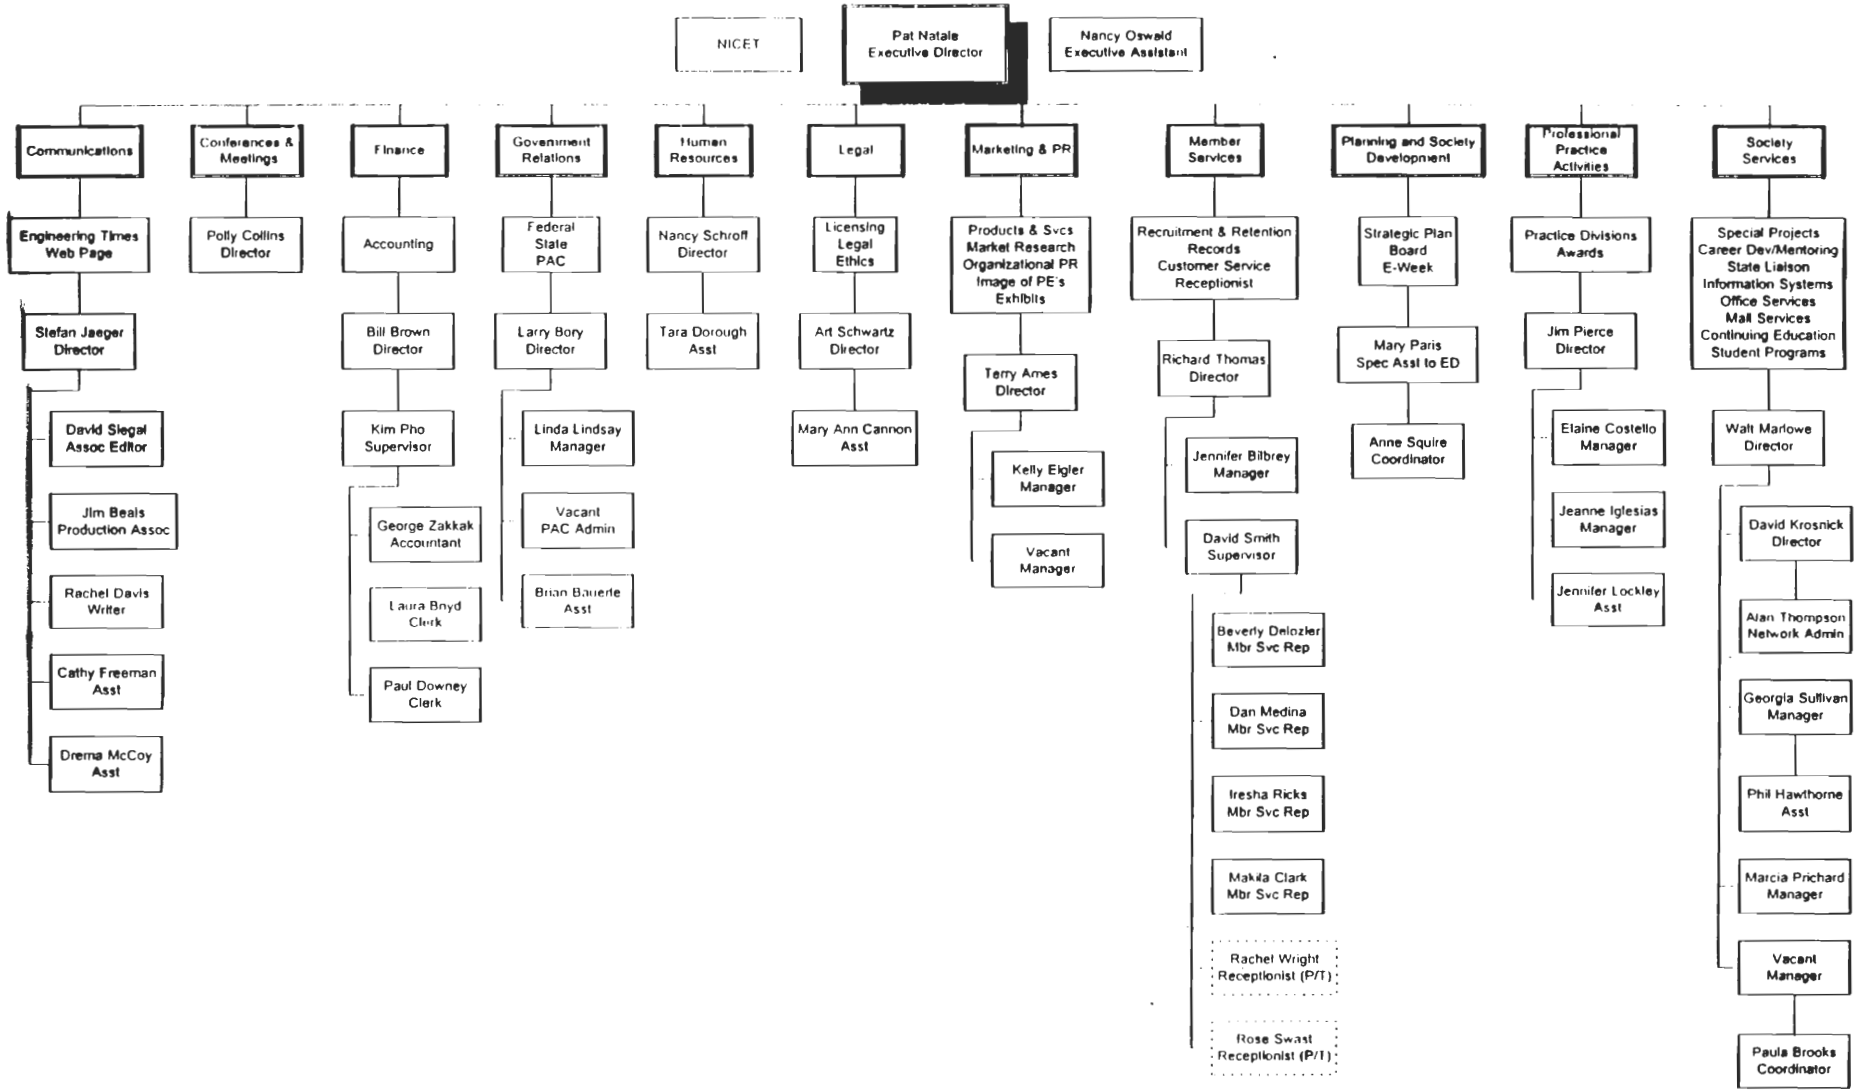 NICET
Pat Natale
Executive Director
Nancy Oswald
Executive Assistant
Communications
Engineering Times
Web Page
Stefan Jaeger
Director
David Siegal
Assoc Editor
Jim Beals
Production Assoc
Rachel Davis
Writer
Cathy Freeman
Asst
Drema McCoy
Asst
Conferences &
Meetings
Polly Collins
Director
Finance
Accounting
Bill Brown
Director
Kim Pho
Supervisor
George Zakkak
Accountant
Laura Boyd
Clerk
Paul Downey
Clerk
Government
Relations
Federal
State
PAC
Larry Bory
Director
Linda Lindsay
Manager
Vacant
PAC Admin
Brian Bauerle
Asst
Human
Resources
Nancy Schroff
Director
Tara Dorough
Asst
Legal
Licensing
Legal
Ethics
Art Schwartz
Director
Mary Ann Cannon
Asst
Marketing & PR
Products & Svcs
Market Research
Organizational PR
Image of PE's
Exhibits
Terry Ames
Director
Kelly Eigler
Manager
Vacant
Manager
Member
Services
Recruitment & Retention
Records
Customer Service
Receptionist
Richard Thomas
Director
Jennifer Bilbrey
Manager
David Smith
Supervisor
Beverly Delozier
Mbr Svc Rep
Dan Medina
Mbr Svc Rep
Iresha Ricks
Mbr Svc Rep
Makita Clark
Mbr Svc Rep
Rachel Wright
Receptionist (P/T)
Rose Swast
Receptionist (P/T)
Planning and Society
Development
Strategic Plan
Board
E-Week
Mary Paris
Spec Asst to ED
Anne Squire
Coordinator
Professional
Practice
Activities
Practice Divisions
Awards
Jim Pierce
Director
Elaine Costello
Manager
Jeanne Iglesias
Manager
Jennifer Lockley
Asst
Society
Services
Special Projects
Career Dev/Mentoring
State Liaison
Information Systems
Office Services
Mail Services
Continuing Education
Student Programs
Walt Marlowe
Director
David Krosnick
Director
Alan Thompson
Network Admin
Georgia Sullivan
Manager
Phil Hawthorne
Asst
Marcia Prichard
Manager
Vacant
Manager
Paula Brooks
Coordinator